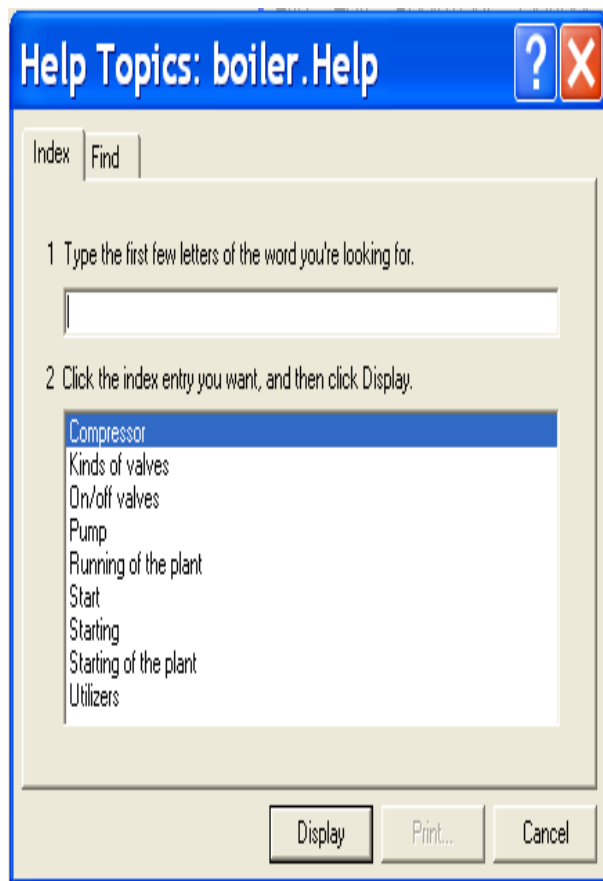 Help Topics: boiler.Help
Index
Find
1 Type the first few letters of the word you're looking for.
2 Click the index entry you want, and then click Display.
Compressor
Kinds of valves
On/off valves
Pump
Running of the plant
Start
Starting
Starting of the plant
Utilizers
Display
Print...
Cancel